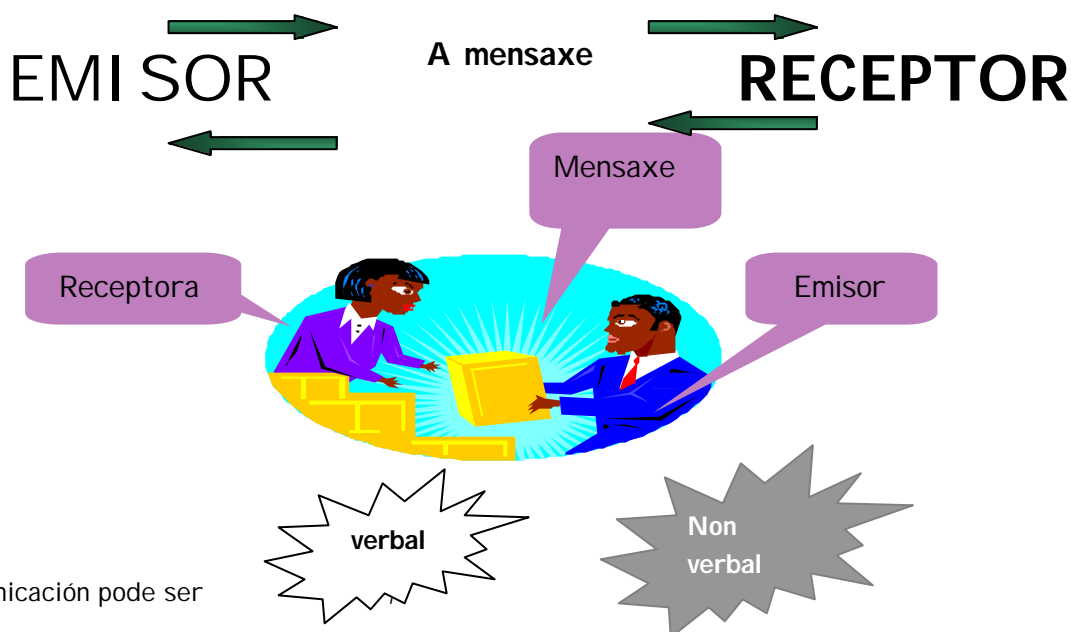 A mensaxe
EMISOR
RECEPTOR
Mensaxe
Receptora
Emisor
verbal
Non
verbal
nicación pode ser